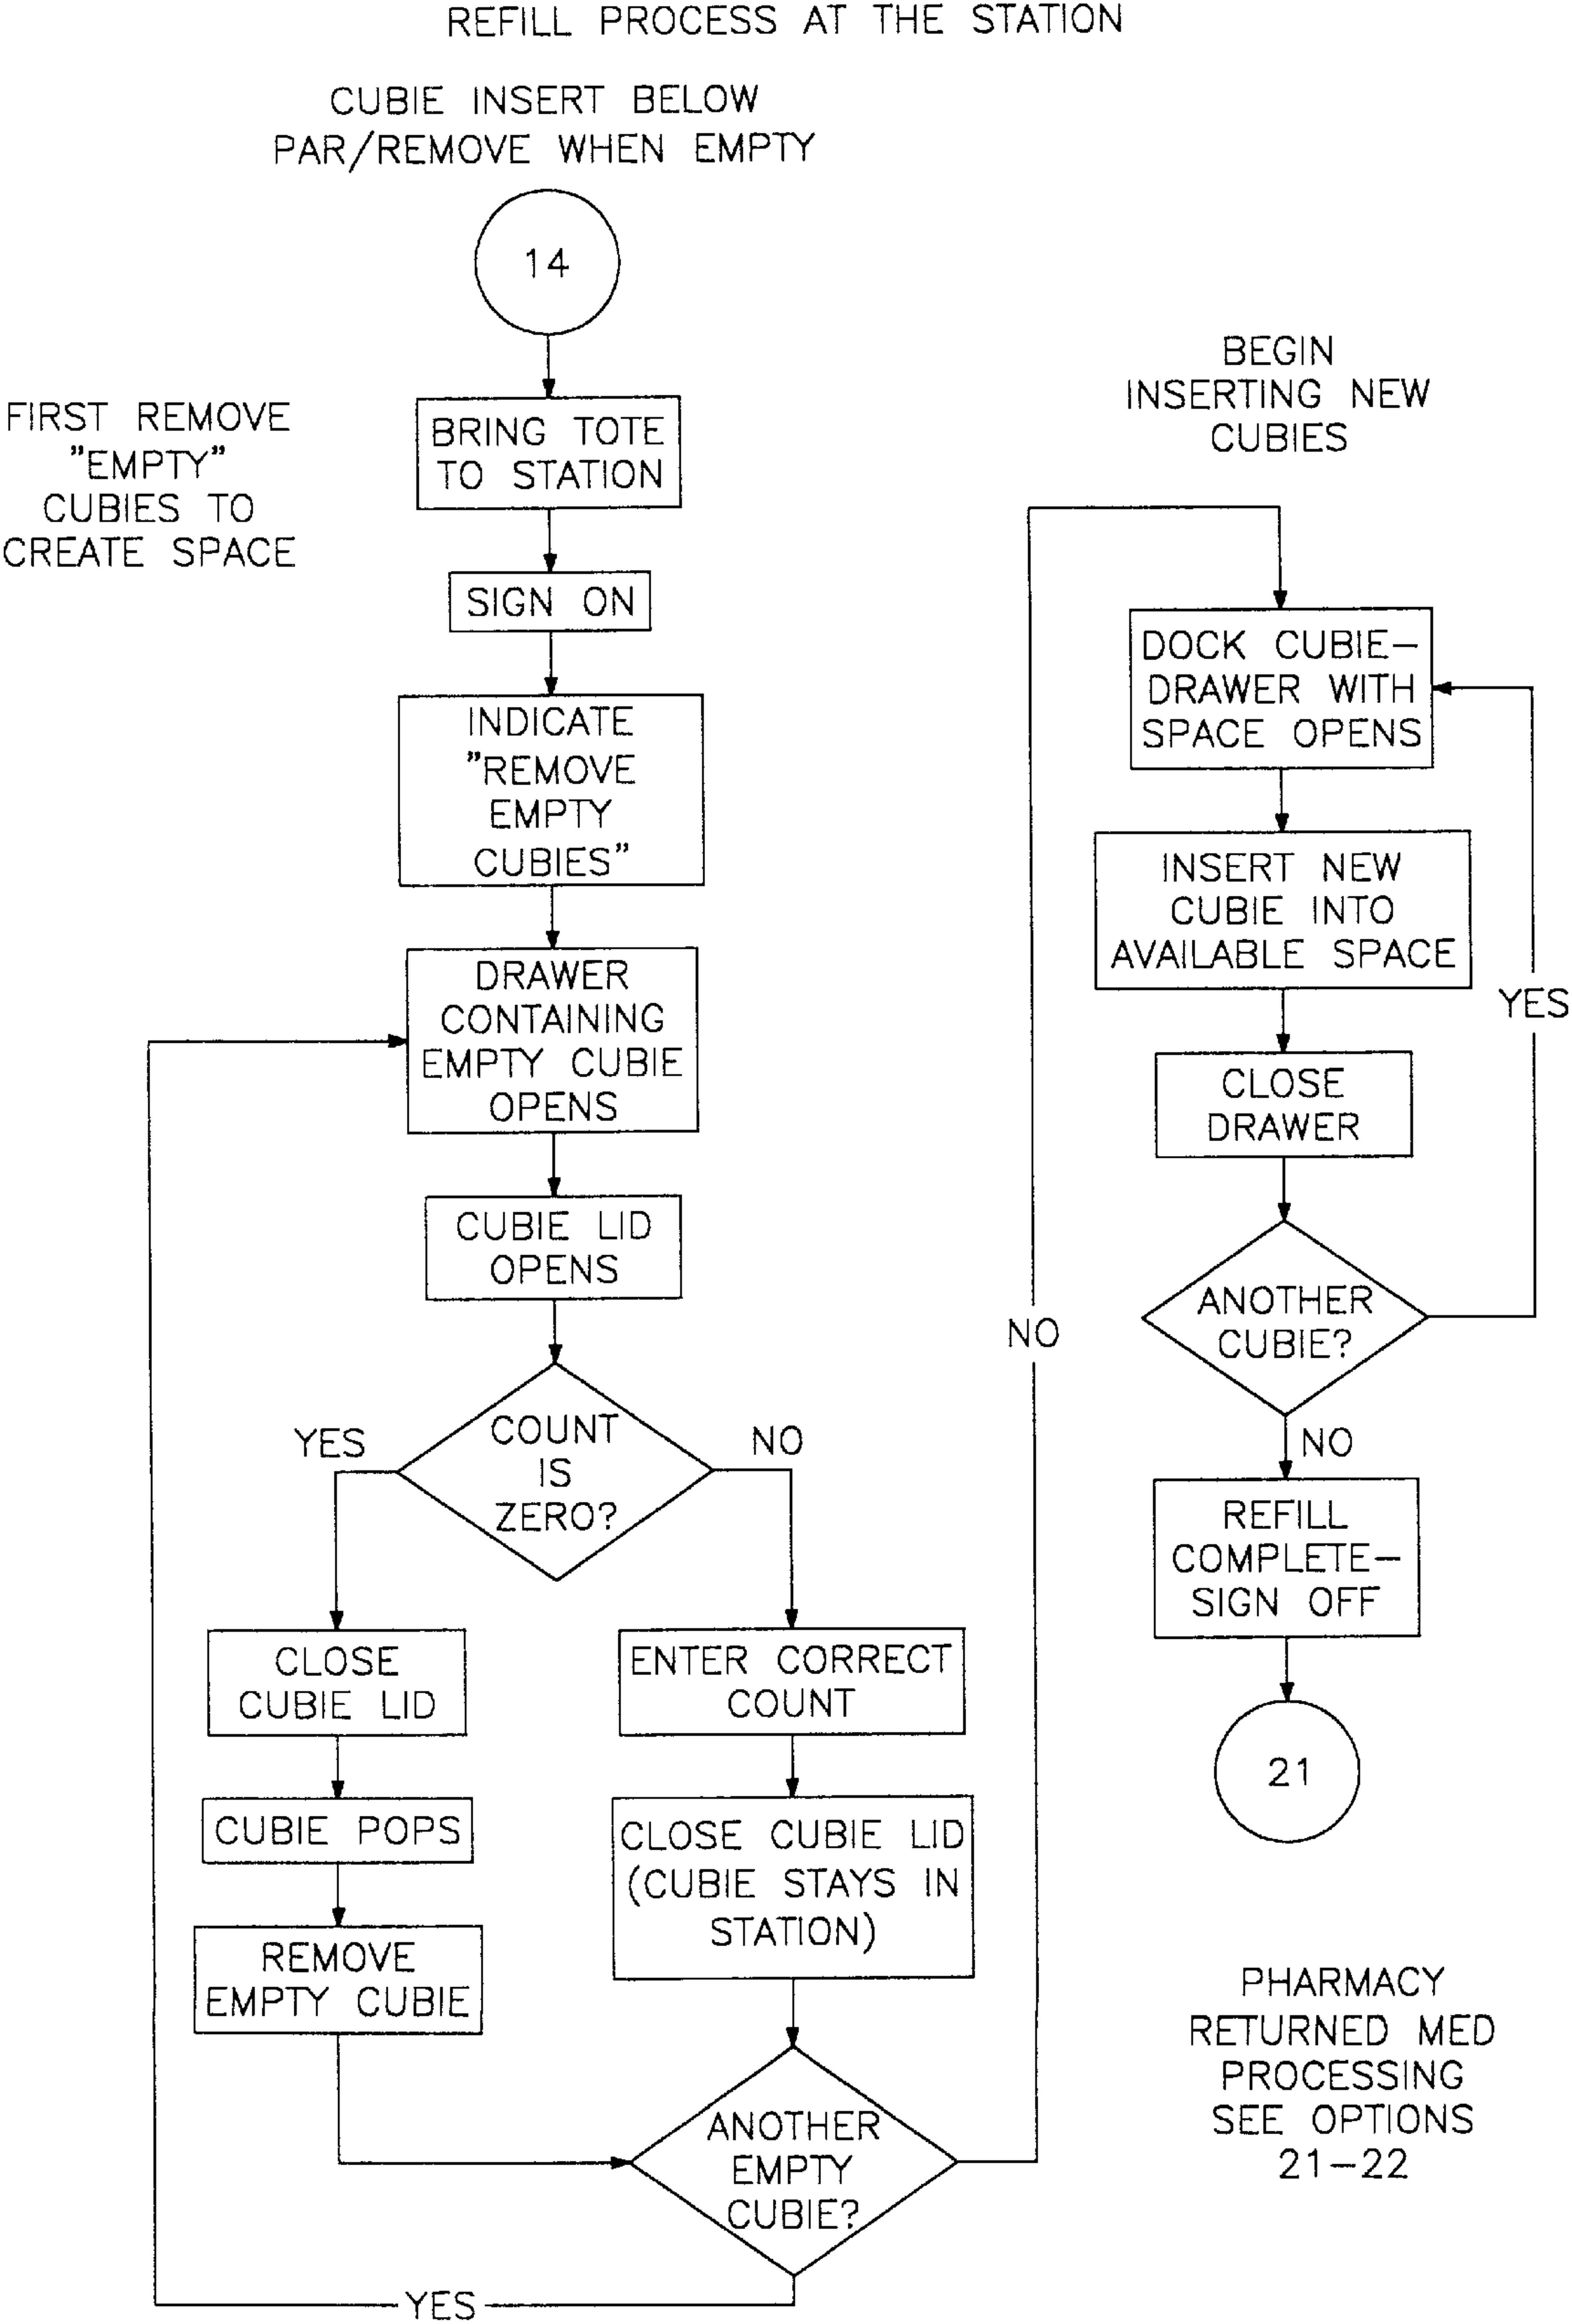 REFILL PROCESS AT THE STATION
CUBIE INSERT BELOW
PAR/REMOVE WHEN EMPTY
14
FIRST REMOVE
"EMPTY"
CUBIES TO
CREATE SPACE
BRING TOTE
TO STATION
SIGN ON
INDICATE
"REMOVE
EMPTY
CUBIES"
DRAWER
CONTAINING
EMPTY CUBIE
OPENS
CUBIE LID
OPENS
COUNT
IS
ZERO?
YES
NO
CLOSE
CUBIE LID
CUBIE POPS
REMOVE
EMPTY CUBIE
ENTER CORRECT
COUNT
CLOSE CUBIE LID
(CUBIE STAYS IN
STATION)
ANOTHER
EMPTY
CUBIE?
YES
NO
BEGIN
INSERTING NEW
CUBIES
DOCK CUBIE–
DRAWER WITH
SPACE OPENS
INSERT NEW
CUBIE INTO
AVAILABLE SPACE
CLOSE
DRAWER
ANOTHER
CUBIE?
YES
NO
REFILL
COMPLETE–
SIGN OFF
21
PHARMACY
RETURNED MED
PROCESSING
SEE OPTIONS
21–22